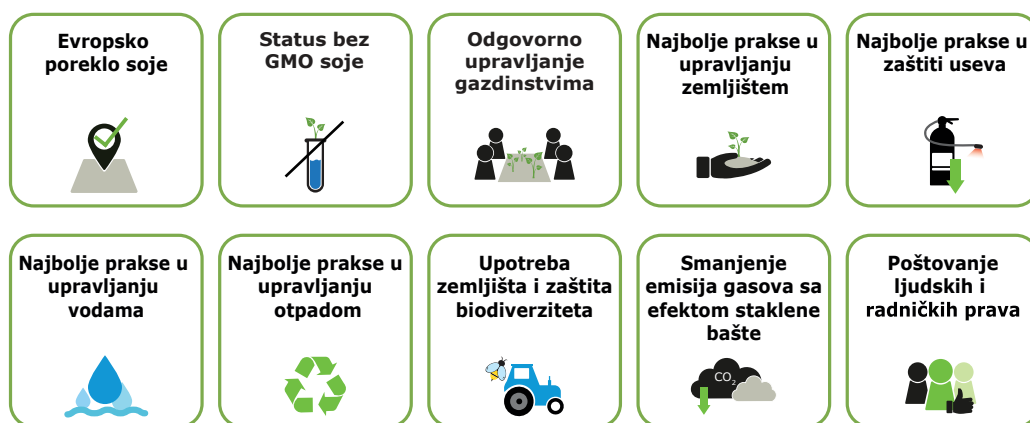 Evropsko
poreklo soje
Status bez
GMO soje
Odgovorno
upravljanje
gazdinstvima
Najbolje prakse u
upravljanju
zemljištem
Najbolje prakse u
zaštiti useva
Najbolje prakse u
upravljanju
vodama
Najbolje prakse u
upravljanju
otpadom
Upotreba
zemljišta i zaštita
biodiverziteta
Smanjenje
emisija gasova sa
efektom staklene
bašte
CO2
Poštovanje
ljudskih i
radničkih prava